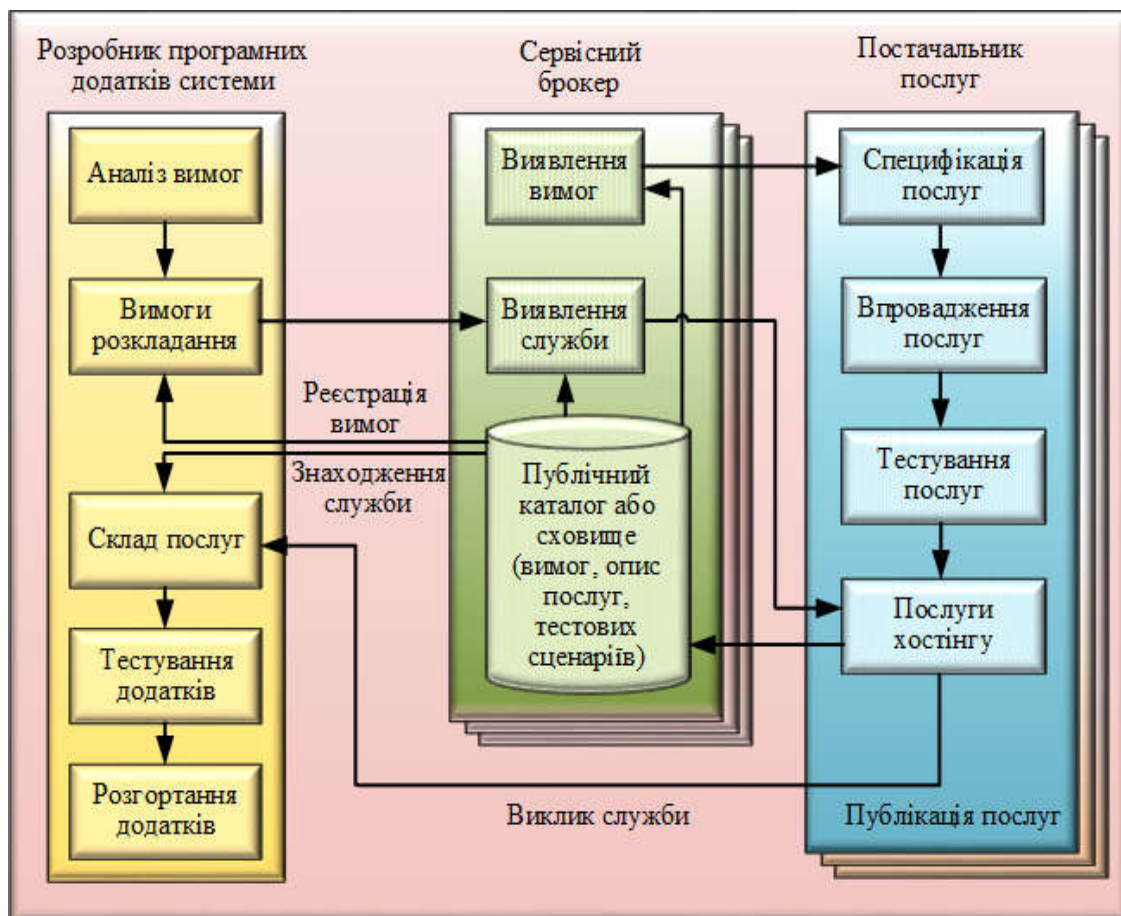 Розробник програмних
додатків системи
Аналіз вимог
Вимоги
розкладання
Реєстрація
вимог
Знаходження
служби
Склад послуг
Тестування
додатків
Розгортання
додатків
Сервісний
брокер
Виявлення
вимог
Виявлення
служби
Публічний
каталог або
сховище
(вимог, опис
послуг,
тестових
сценаріїв)
Виклик служби
Постачальник
послуг
Специфікація
послуг
Впровадження
послуг
Тестування
послуг
Послуги
хостінгу
Публікація послуг